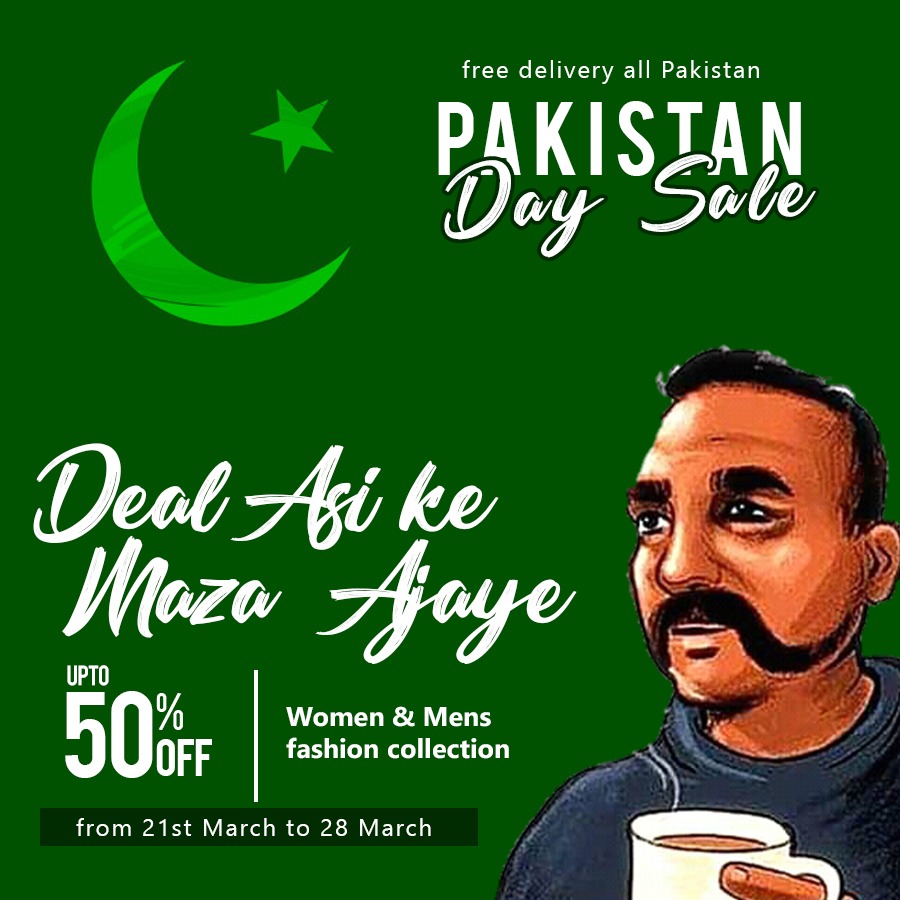 free delivery all Pakistan
PAKISTAN
Day Sale
Deal Asi ke
Maza Ajaye
UPTO
50% OFF
Women & Mens
fashion collection
from 21st March to 28 March